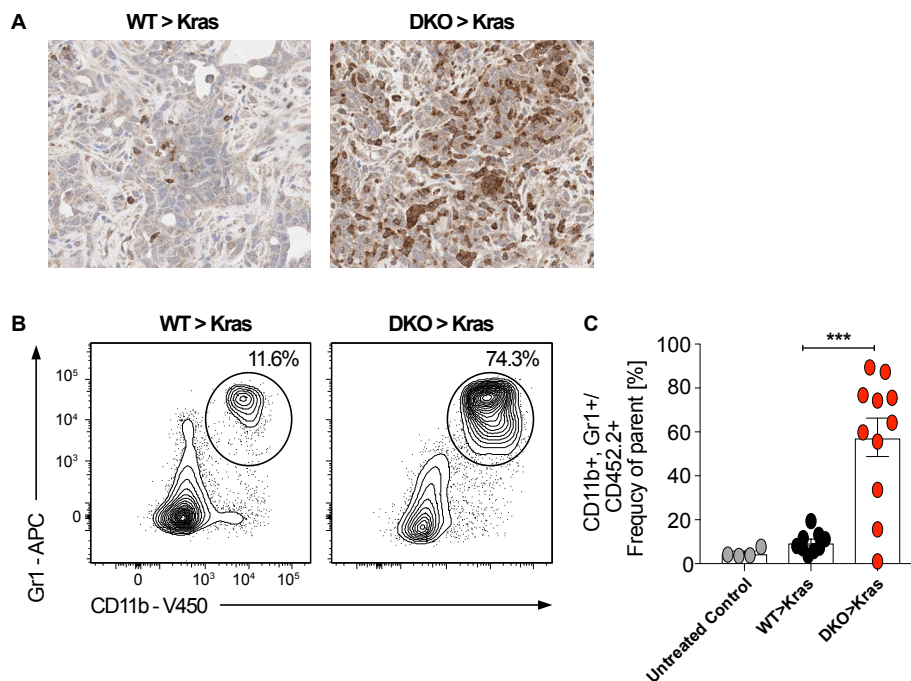 A
WT > Kras
DKO > Kras
B
WT > Kras
DKO > Kras
11.6%
74.3%
10⁵
10⁴
10³
0
0
10³
10⁴
10⁵
Gr1 - APC
CD11b - V450
C
***
100
80
60
40
20
0
CD11b+, Gr1+/
CD452.2+
Frequcy of parent [%]
Untreated Control
WT>Kras
DKO>Kras